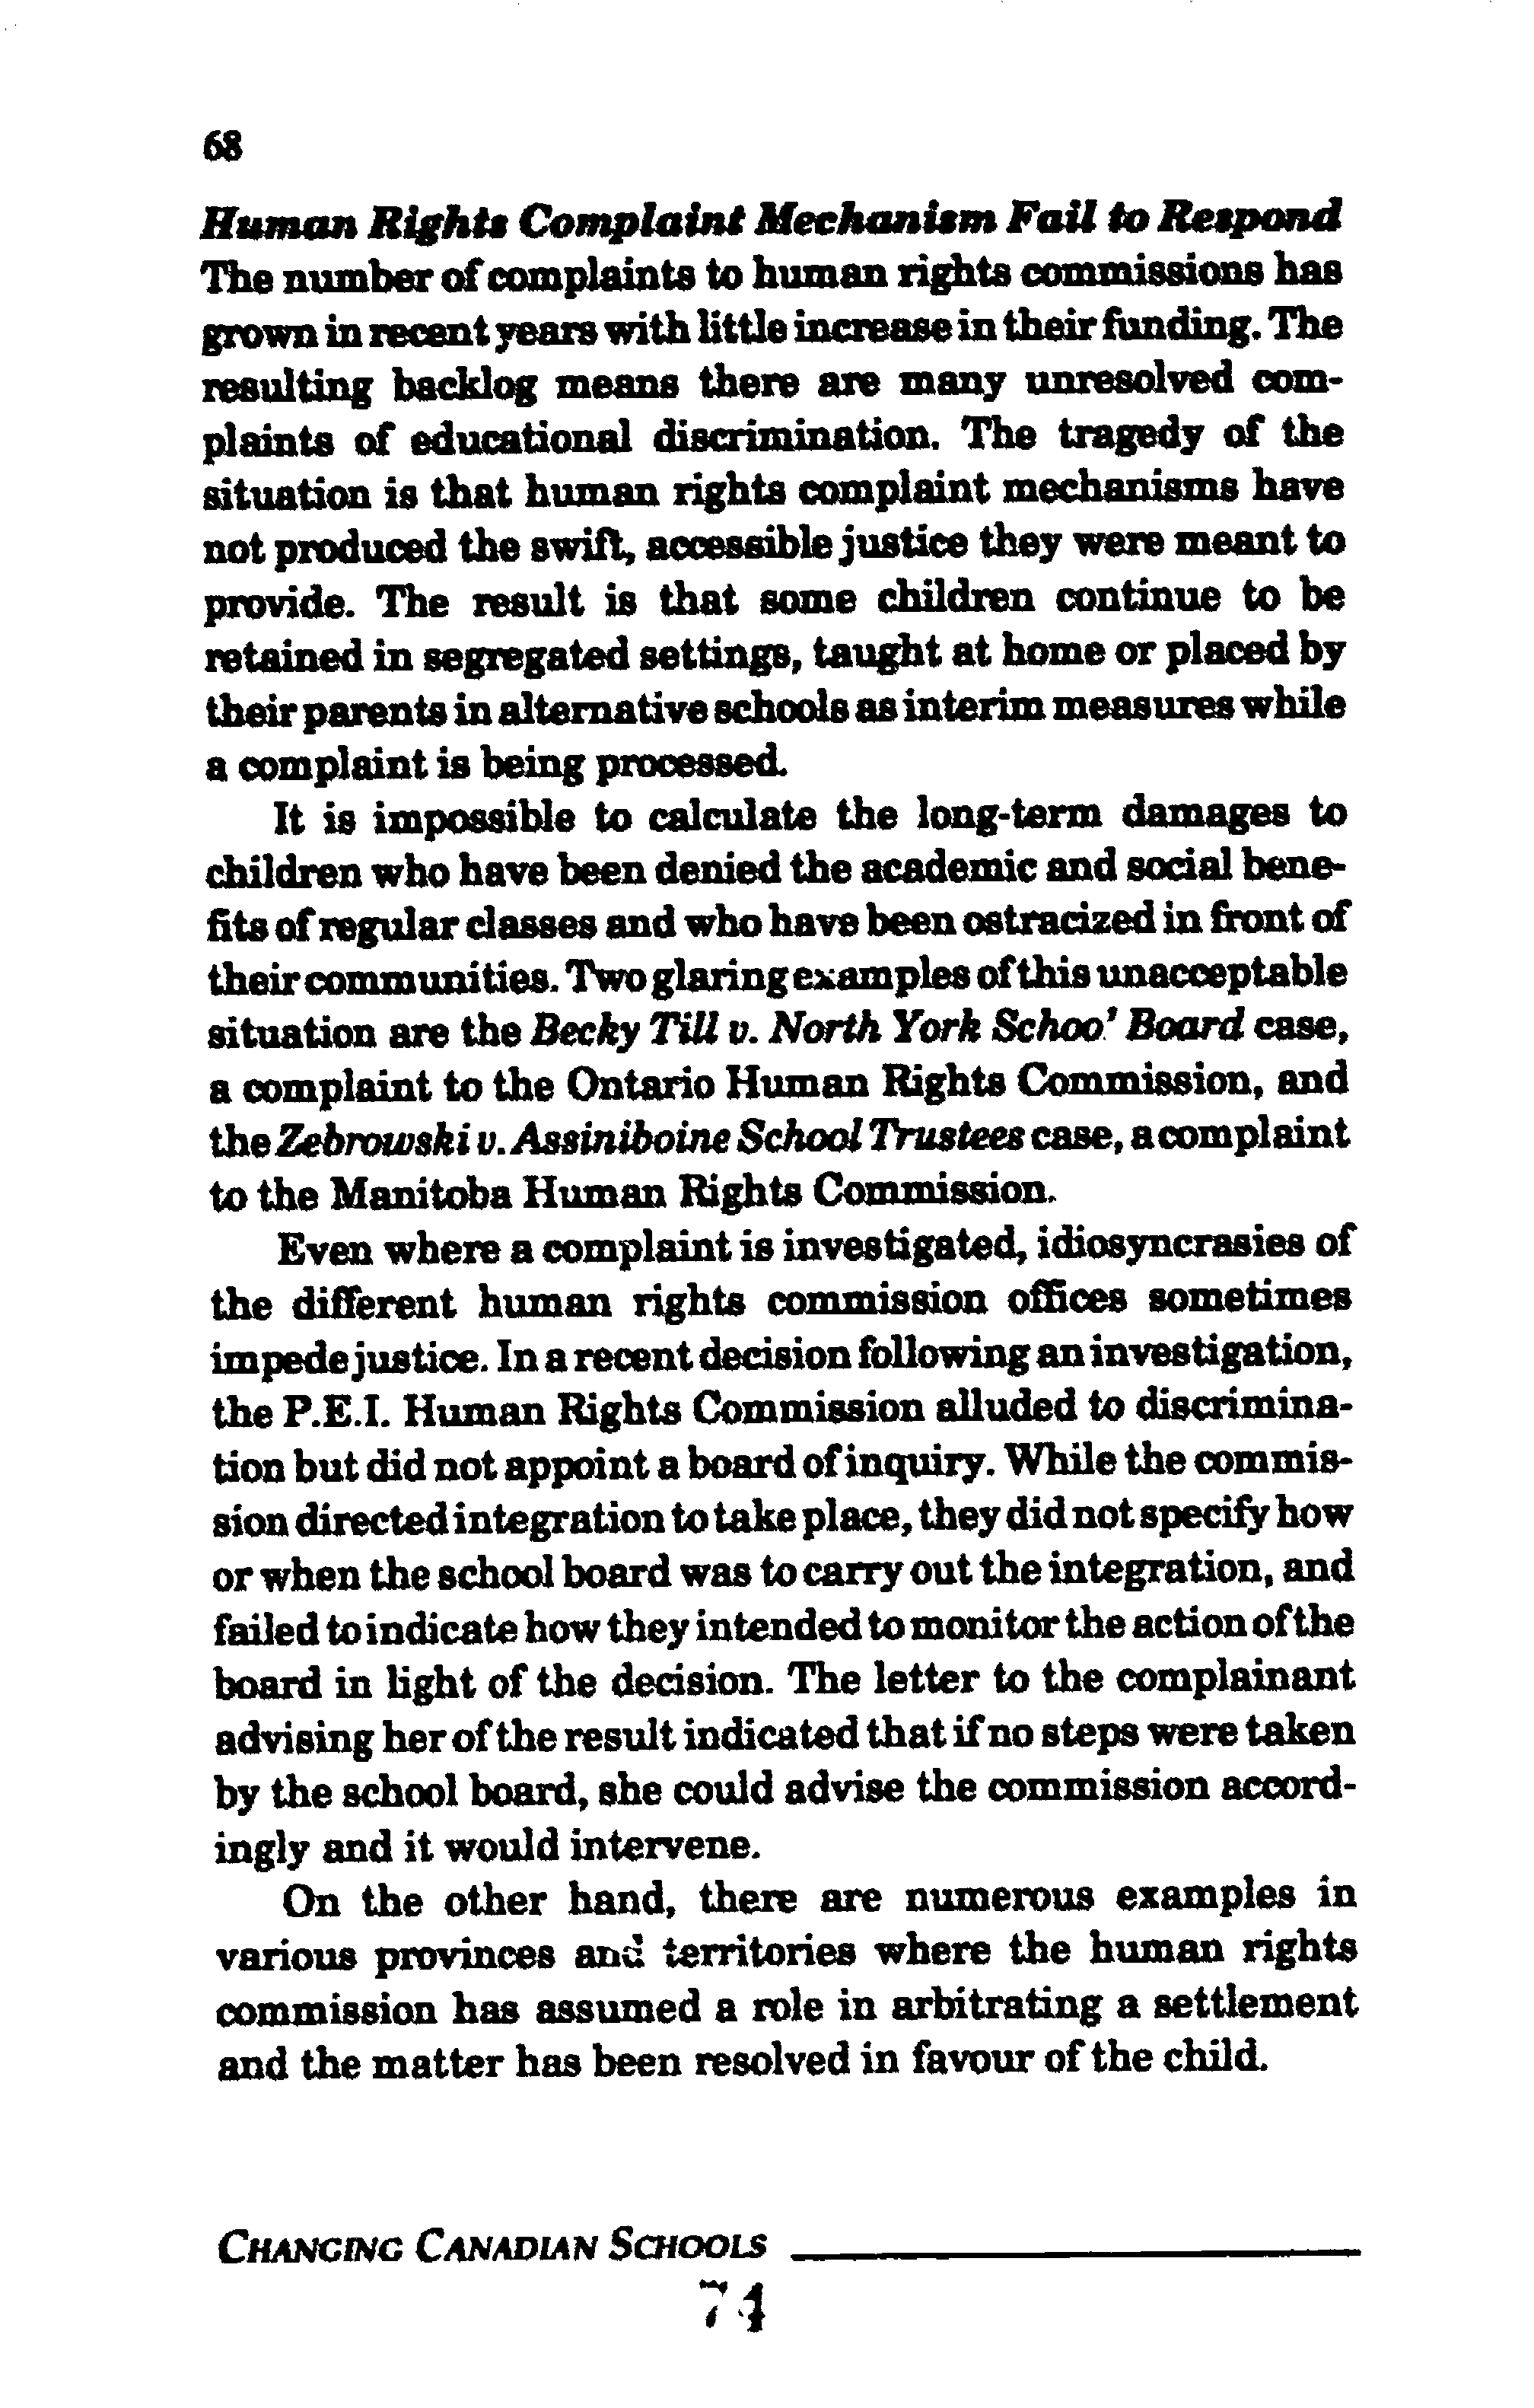 68
Human Rights Complaint Mechanism Fail to Respond
The number of complaints to human rights commissions has
grown in recent years with little increase in their funding. The
resulting backlog means there are many unresolved com-
plaints of educational discrimination. The tragedy of the
situation is that human rights complaint mechanisms have
not produced the swift, accessible justice they were meant to
provide. The result is that some children continue to be
retained in segregated settings, taught at home or placed by
their parents in alternative schools as interim measures while
a complaint is being processed.
It is impossible to calculate the long-term damages to
children who have been denied the academic and social bene-
fits of regular classes and who have been ostracized in front of
their communities. Two glaring examples of this unacceptable
situation are the Becky Till v. North York School Board case,
a complaint to the Ontario Human Rights Commission, and
the Zebrowski v. Assiniboine School Trustees case, a complaint
to the Manitoba Human Rights Commission.
Even where a complaint is investigated, idiosyncrasies of
the different human rights commission offices sometimes
impede justice. In a recent decision following an investigation,
the P.E.I. Human Rights Commission alluded to discrimina-
tion but did not appoint a board of inquiry. While the commis-
sion directed integration to take place, they did not specify how
or when the school board was to carry out the integration, and
failed to indicate how they intended to monitor the action of the
board in light of the decision. The letter to the complainant
advising her of the result indicated that if no steps were taken
by the school board, she could advise the commission accord-
ingly and it would intervene.
On the other hand, there are numerous examples in
various provinces and territories where the human rights
commission has assumed a role in arbitrating a settlement
and the matter has been resolved in favour of the child.
CHANGING CANADIAN SCHOOLS
74